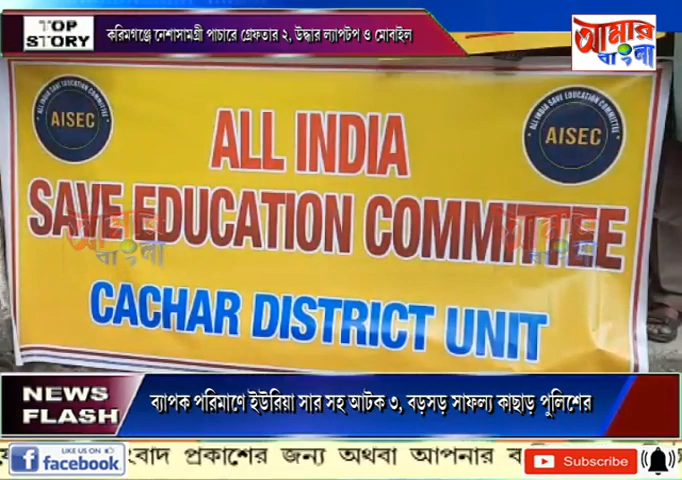 TOP
STORY
করিমগঞ্জে নেশাসামগ্রী পাচারে গ্রেফতার ২, উদ্ধার ল্যাপটপ ও মোবাইল
আমার
বাংলা
ALL INDIA SAVE EDUCATION COMMITTEE
AISEC
ALL INDIA SAVE EDUCATION COMMITTEE
AISEC
ALL INDIA
SAVE EDUCATION COMMITTEE
আমার
বাংলা
আমার
বাংলা
CACHAR DISTRICT UNIT
NEWS
FLASH
ব্যাপক পরিমাণে ইউরিয়া সার সহ আটক ৩, বড়সড় সাফল্য কাছাড় পুলিশের
LIKE US ON
facebook
প্রকাশের জন্য অথবা আপনার
Subscribe